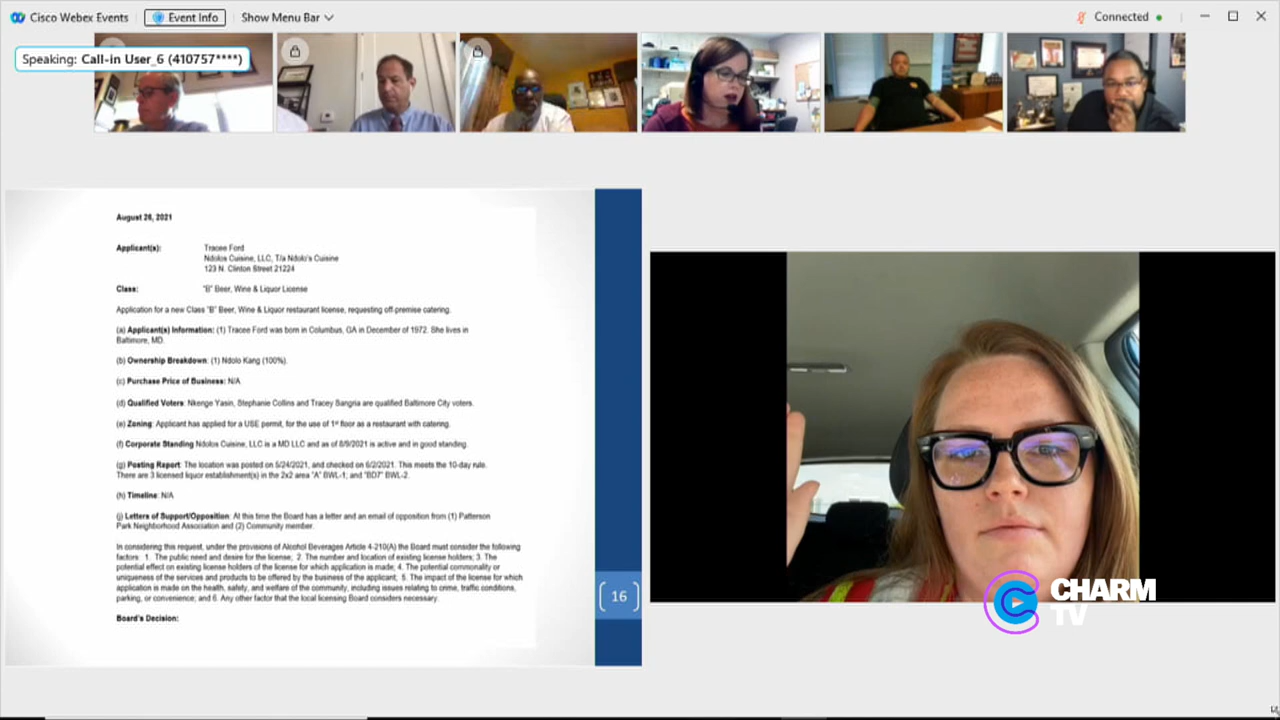 Cisco Webex Events
Event Info
Show Menu Bar
Connected
Speaking: Call-in User_6 (410757****)
August 26, 2021
Applicant(s): Tracee Ford
Ndolos Cuisine, LLC, T/a Ndolo's Cuisine
123 N. Clinton Street 21224
Class: "B" Beer, Wine & Liquor License
Application for a new Class "B" Beer, Wine & Liquor restaurant license, requesting off-premise catering.
(a) Applicant(s) Information: (1) Tracee Ford was born in Columbus, GA in December of 1972. She lives in
Baltimore, MD.
(b) Ownership Breakdown: (1) Ndolo Kang (100%).
(c) Purchase Price of Business: N/A
(d) Qualified Voters: Nkenge Yasin, Stephanie Collins and Tracey Sangria are qualified Baltimore City voters.
(e) Zoning: Applicant has applied for a USE permit, for the use of 1st floor as a restaurant with catering.
(f) Corporate Standing Ndolos Cuisine, LLC is a MD LLC and as of 8/9/2021 is active and in good standing.
(g) Posting Report: The location was posted on 5/24/2021, and checked on 6/2/2021. This meets the 10-day rule.
There are 3 licensed liquor establishment(s) in the 2x2 area "A" BWL-1; and "BD7" BWL-2.
(h) Timeline: N/A
(j) Letters of Support/Opposition: At this time the Board has a letter and an email of opposition from (1) Patterson
Park Neighborhood Association and (2) Community member.
In considering this request, under the provisions of Alcohol Beverages Article 4-210(A) the Board must consider the following
factors: 1. The public need and desire for the license; 2. The number and location of existing license holders; 3. The
potential effect on existing license holders of the license for which application is made; 4. The potential commonality or
uniqueness of the services and products to be offered by the business of the applicant; 5. The impact of the license for which
application is made on the health, safety, and welfare of the community, including issues relating to crime, traffic conditions,
parking, or convenience; and 6. Any other factor that the local licensing Board considers necessary.
Board's Decision:
16
CHARM
TV